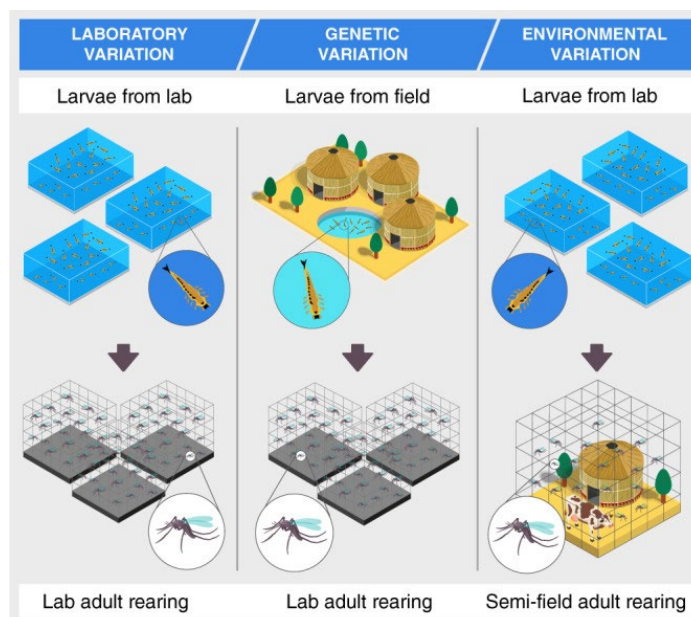 LABORATORY
VARIATION
GENETIC
VARIATION
ENVIRONMENTAL
VARIATION
Larvae from lab
Larvae from field
Larvae from lab
Lab adult rearing
Lab adult rearing
Semi-field adult rearing